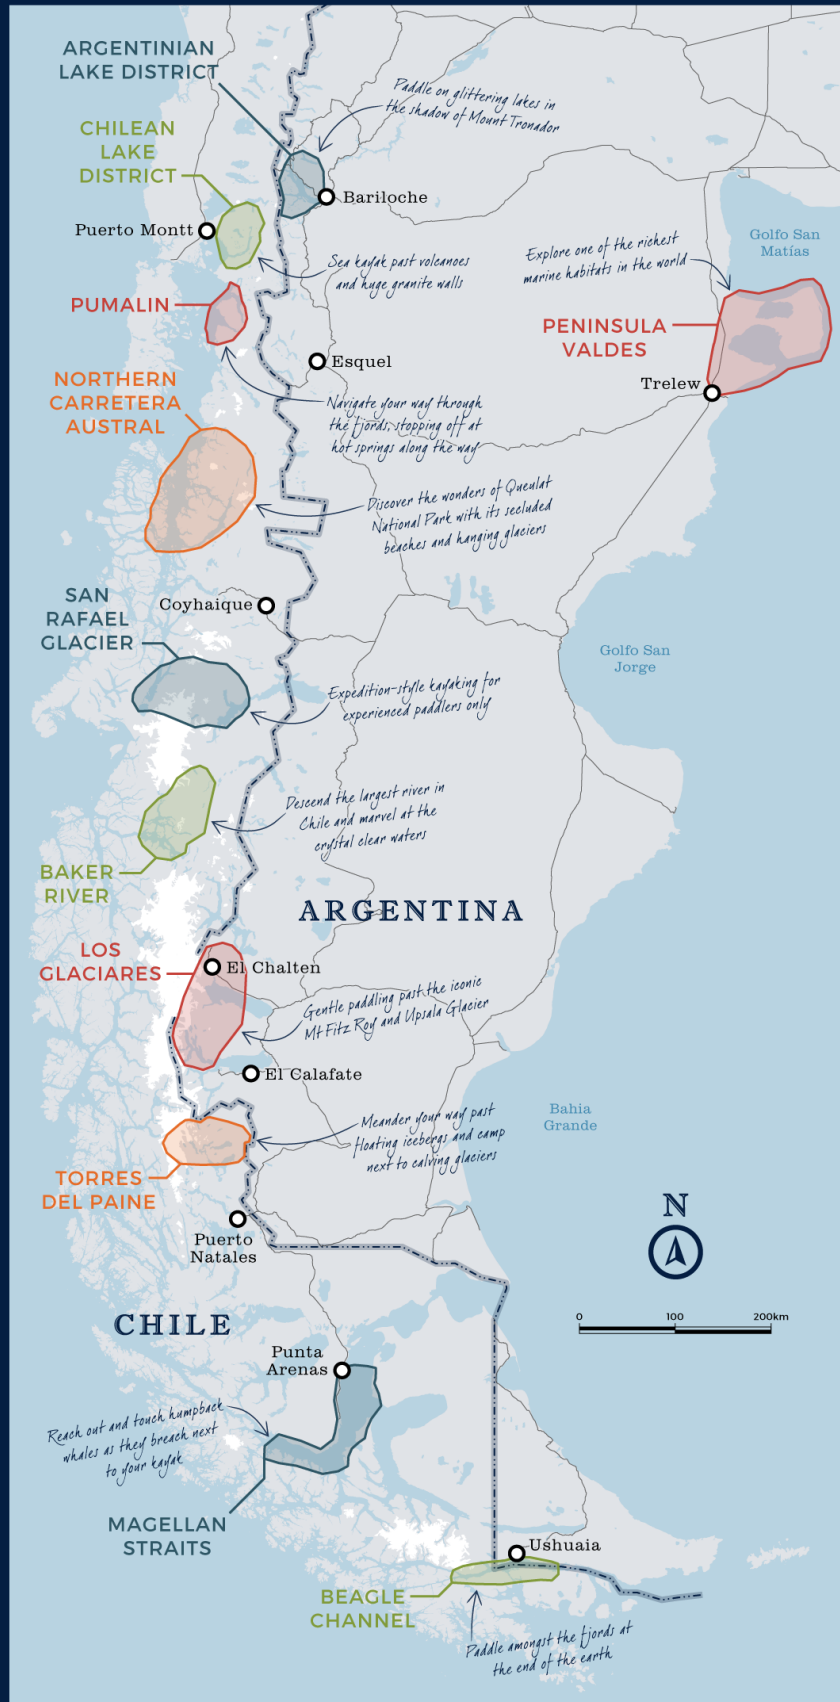 ARGENTINIAN
LAKE DISTRICT
Paddle on glittering lakes in
the shadow of Mount Tronador
CHILEAN
LAKE
DISTRICT
Bariloche
Puerto Montt
Golfo San
Matías
Explore one of the richest
marine habitats in the world
Sea kayak past volcanoes
and huge granite walls
PUMALIN
PENINSULA
VALDES
Esquel
Trelew
NORTHERN
CARRETERA
AUSTRAL
Navigate your way through
the fjords, stopping off at
hot springs along the way
Discover the wonders of Queulat
National Park with its secluded
beaches and hanging glaciers
SAN
RAFAEL
GLACIER
Coyhaique
Golfo San
Jorge
Expedition-style kayaking for
experienced paddlers only
Descend the largest river in
Chile and marvel at the
crystal clear waters
BAKER
RIVER
ARGENTINA
LOS
GLACIARES
El Chalten
Gentle paddling past the iconic
Mt Fitz Roy and Upsala Glacier
El Calafate
Bahia
Grande
Meander your way past
floating icebergs and camp
next to calving glaciers
TORRES
DEL PAINE
N
Puerto
Natales
0 100 200km
CHILE
Punta
Arenas
Reach out and touch humpback
whales as they breach next
to your kayak
MAGELLAN
STRAITS
Ushuaia
BEAGLE
CHANNEL
Paddle amongst the fjords at
the end of the earth